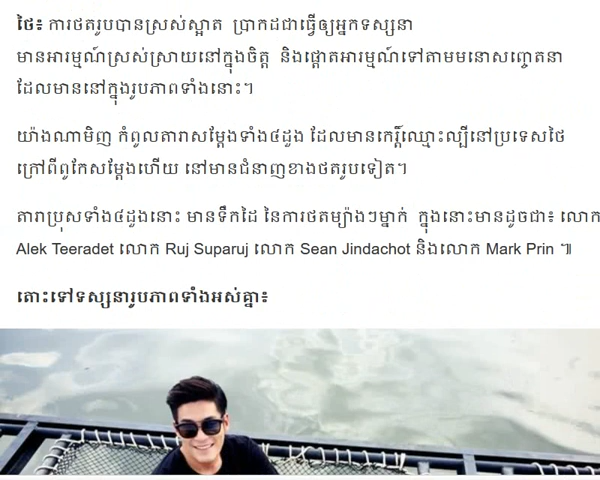 ថៃ៖ ការថតរូបបានស្រស់ស្អាត ប្រាកដជាធ្វើឲ្យអ្នកទស្សនា
មានអារម្មណ៍ស្រស់ស្រាយនៅក្នុងចិត្ត និងផ្តោតអារម្មណ៍ទៅតាមមនោសញ្ចេតនា
ដែលមាននៅក្នុងរូបភាពទាំងនោះ។
យ៉ាងណាមិញ កំពូលតារាសម្តែងទាំង៤ដួង ដែលមានកេរ្តិ៍ឈ្មោះល្បីនៅប្រទេសថៃ
ក្រៅពីពូកែសម្តែងហើយ នៅមានជំនាញខាងថតរូបទៀត។
តារាប្រុសទាំង៤ដួងនោះ មានទឹកដៃ នៃការថតម្យ៉ាងៗម្នាក់ ក្នុងនោះមានដូចជា៖ លោក
Alek Teeradet លោក Ruj Suparuj លោក Sean Jindachot និងលោក Mark Prin ៕
តោះទៅទស្សនារូបភាពទាំងអស់គ្នា៖